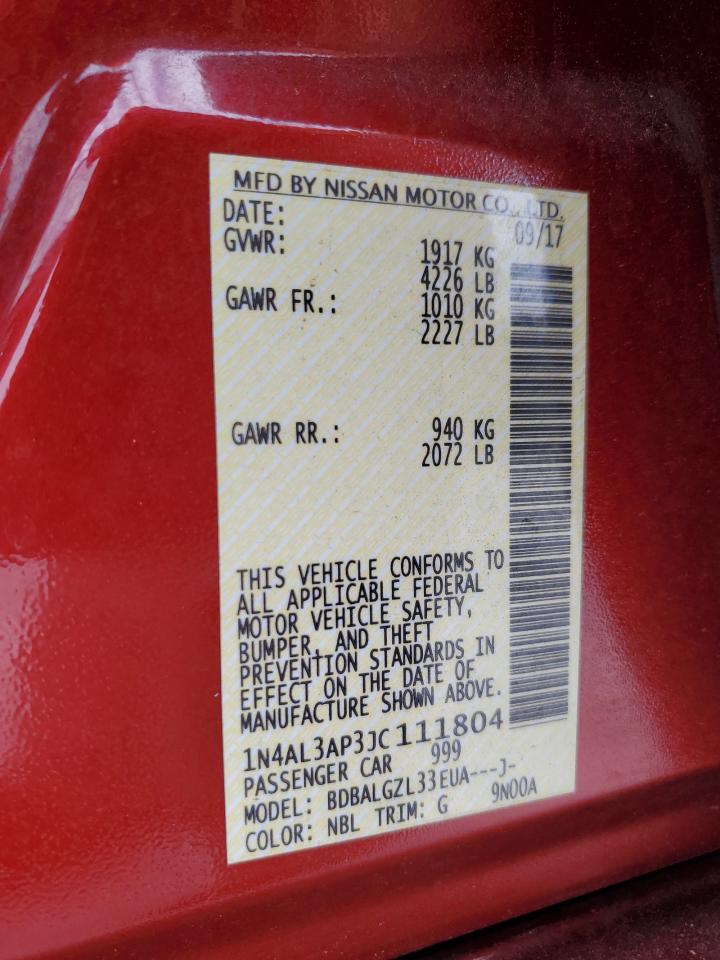 MFD BY NISSAN MOTOR CO., LTD.
DATE: 09/17
GVWR: 1917 KG
4226 LB
GAWR FR.: 1010 KG
2227 LB
GAWR RR.: 940 KG
2072 LB
THIS VEHICLE CONFORMS TO
ALL APPLICABLE FEDERAL
MOTOR VEHICLE SAFETY,
BUMPER, AND THEFT
PREVENTION STANDARDS IN
EFFECT ON THE DATE OF
MANUFACTURE SHOWN ABOVE.
1N4AL3AP3JC111804
PASSENGER CAR 999
MODEL: BDBALGZL33EUA---J-
COLOR: NBL TRIM: G 9N00A